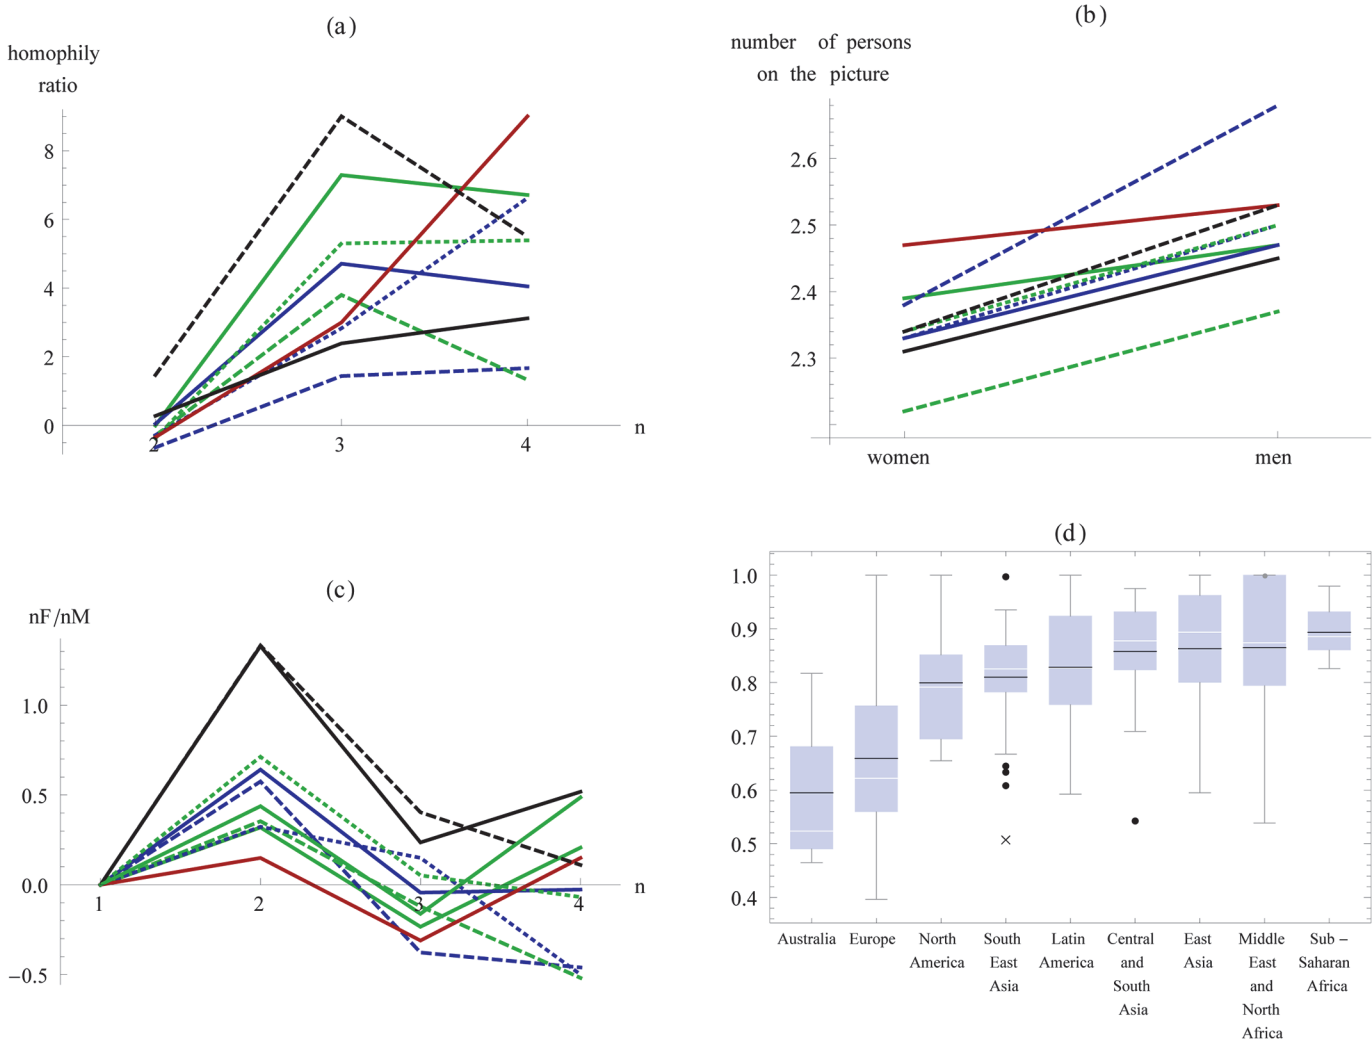 (a)
homophily
ratio
8
6
4
2
0
2
3
4
n
(b)
number of persons
on the picture
2.6
2.5
2.4
2.3
women
men
(c)
nF/nM
1.0
0.5
0.0
−0.5
1
2
3
4
n
(d)
1.0
0.9
0.8
0.7
0.6
0.5
0.4
Australia
Europe
North
America
South
East
Asia
Latin
America
Central
and
South
Asia
East
Asia
Middle
East
and
North
Africa
Sub –
Saharan
Africa